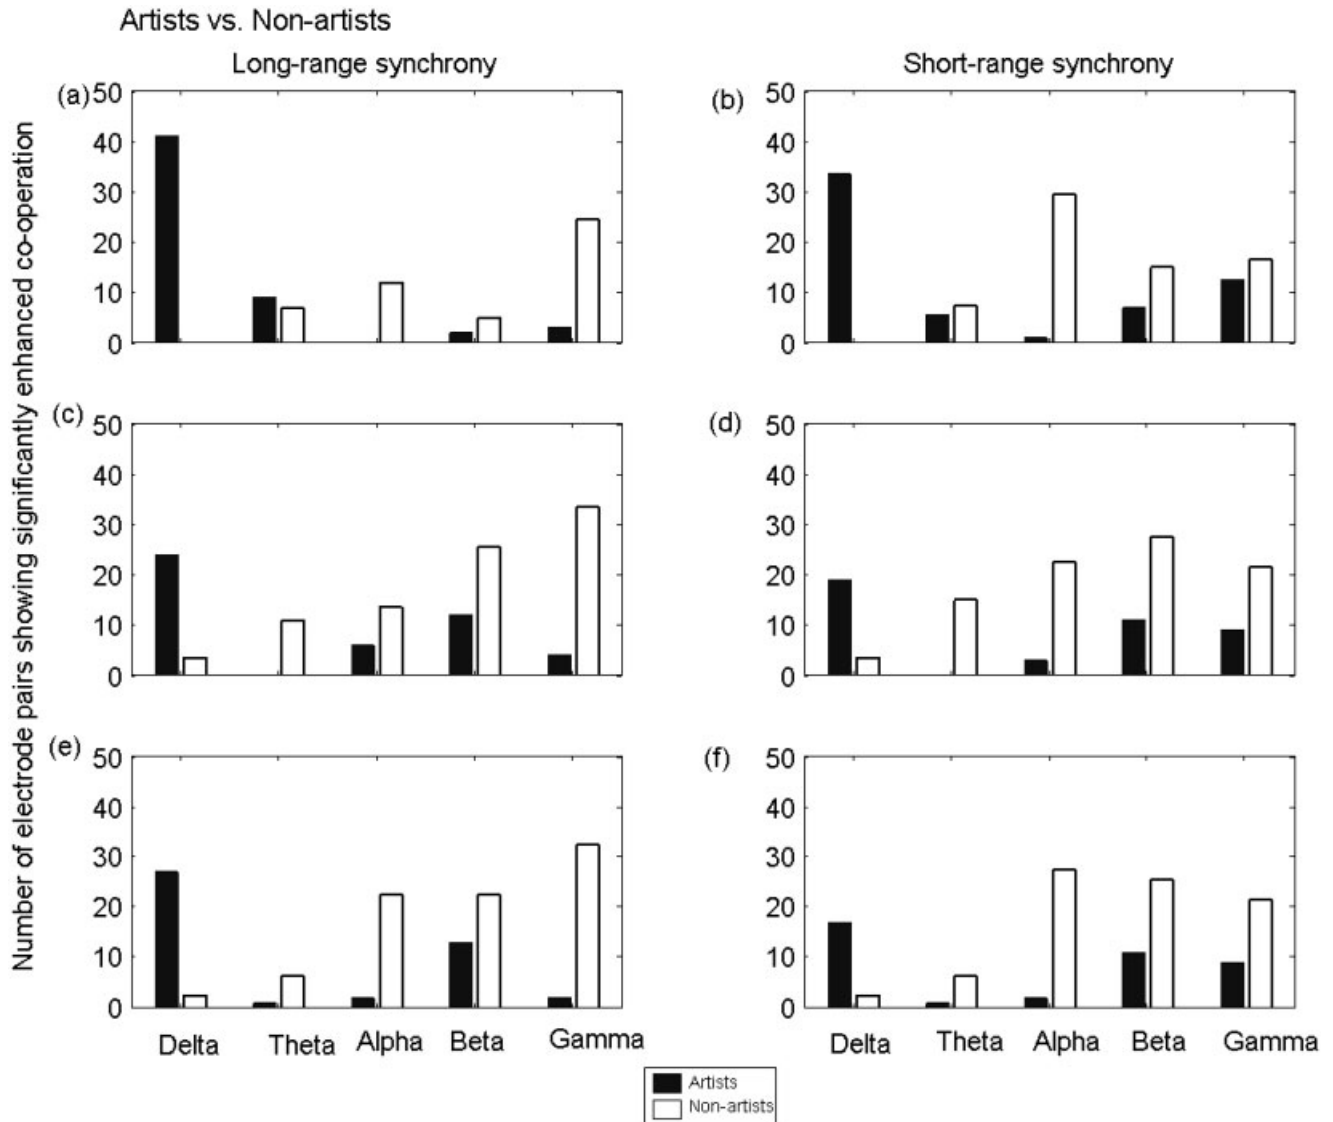 Artists vs. Non-artists
Long-range synchrony
Short-range synchrony
Number of electrode pairs showing significantly enhanced co-operation
(a)
50
40
30
20
10
0
(b)
50
40
30
20
10
0
(c)
50
40
30
20
10
0
(d)
50
40
30
20
10
0
(e)
50
40
30
20
10
0
Delta Theta Alpha Beta Gamma
(f)
50
40
30
20
10
0
Delta Theta Alpha Beta Gamma
Artists
Non-artists